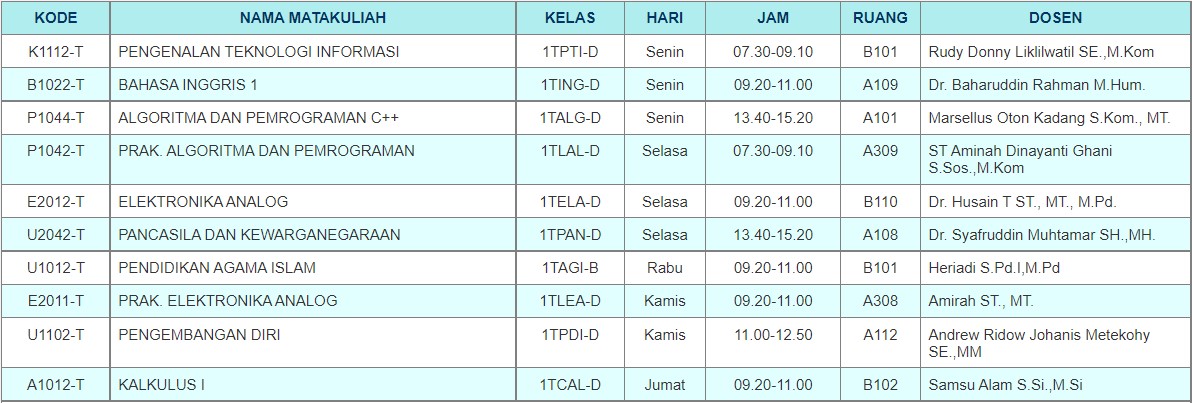 KODE NAMA MATAKULIAH KELAS HARI JAM RUANG DOSEN
K1112-T PENGENALAN TEKNOLOGI INFORMASI 1TPTI-D Senin 07.30-09.10 B101 Rudy Donny Liklilwatil SE.,M.Kom
B1022-T BAHASA INGGRIS 1 1TING-D Senin 09.20-11.00 A109 Dr. Baharuddin Rahman M.Hum.
P1044-T ALGORITMA DAN PEMROGRAMAN C++ 1TALG-D Senin 13.40-15.20 A101 Marsellus Oton Kadang S.Kom., MT.
P1042-T PRAK. ALGORITMA DAN PEMROGRAMAN 1TLAL-D Selasa 07.30-09.10 A309 ST Aminah Dinayanti Ghani
S.Sos.,M.Kom
E2012-T ELEKTRONIKA ANALOG 1TELA-D Selasa 09.20-11.00 B110 Dr. Husain T ST., MT., M.Pd.
U2042-T PANCASILA DAN KEWARGANEGARAAN 1TPAN-D Selasa 13.40-15.20 A108 Dr. Syafruddin Muhtamar SH.,MH.
U1012-T PENDIDIKAN AGAMA ISLAM 1TAGI-B Rabu 09.20-11.00 B101 Heriadi S.Pd.I,M.Pd
E2011-T PRAK. ELEKTRONIKA ANALOG 1TLEA-D Kamis 09.20-11.00 A308 Amirah ST., MT.
U1102-T PENGEMBANGAN DIRI 1TPDI-D Kamis 11.00-12.50 A112 Andrew Ridow Johanis Metekohy
SE.,MM
A1012-T KALKULUS I 1TCAL-D Jumat 09.20-11.00 B102 Samsu Alam S.Si.,M.Si